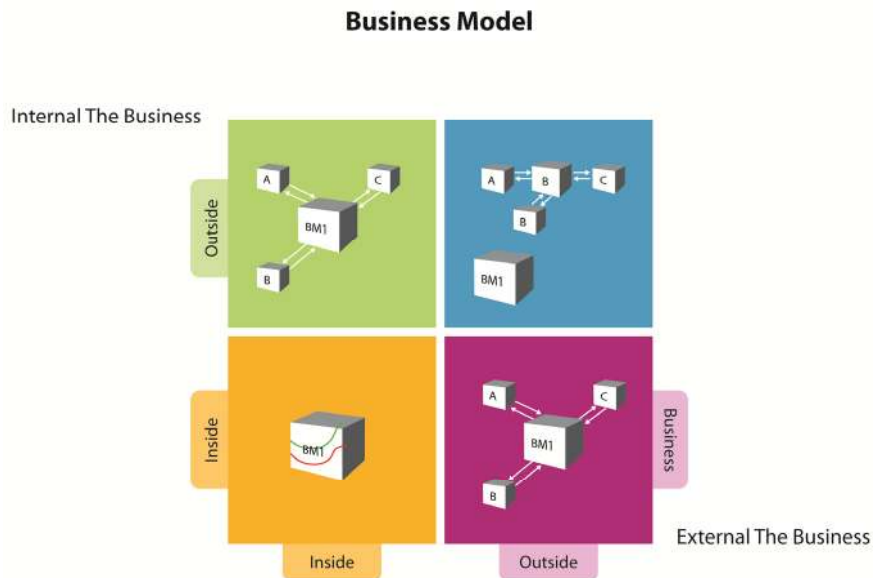 Business Model
Internal The Business
Outside
A
C
BM1
B
A
B
C
B
BM1
Inside
BM1
A
C
BM1
B
Business
Inside
Outside
External The Business